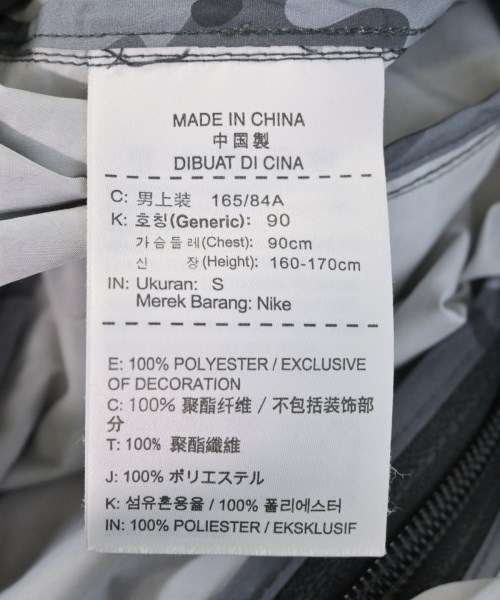 MADE IN CHINA
中国製
DIBUAT DI CINA
C: 男上装 165/84A
K: 호칭(Generic): 90
가슴둘레(Chest): 90cm
신 장(Height): 160-170cm
IN: Ukuran: S
Merek Barang: Nike
E: 100% POLYESTER / EXCLUSIVE
OF DECORATION
C: 100% 聚酯纤维 / 不包括装饰部
分
T: 100% 聚酯纖維
J: 100% ポリエステル
K: 섬유혼용율 / 100% 폴리에스터
IN: 100% POLIESTER / EKSKLUSIF